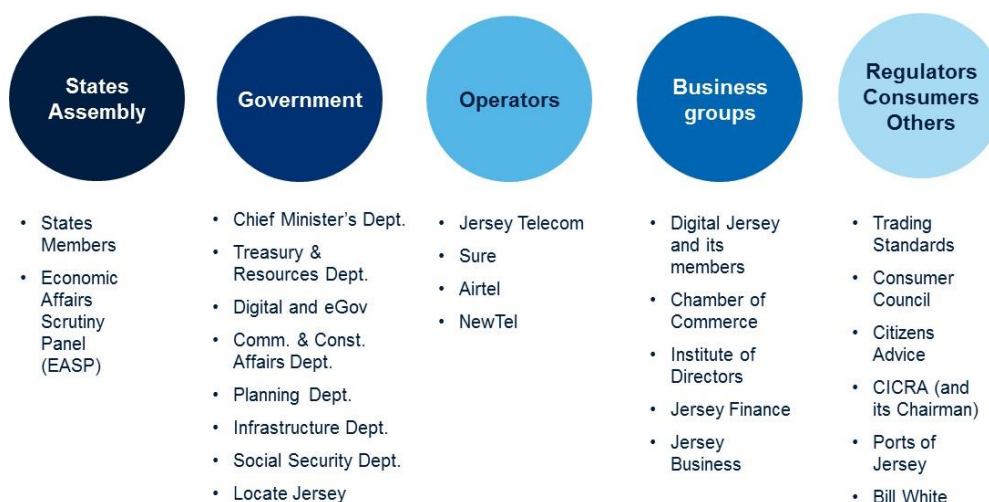 States
Assembly
Government
Operators
Business
groups
Regulators
Consumers
Others
• States
Members
• Economic
Affairs
Scrutiny
Panel
(EASP)
• Chief Minister's Dept.
• Treasury &
Resources Dept.
• Digital and eGov
• Comm. & Const.
Affairs Dept.
• Planning Dept.
• Infrastructure Dept.
• Social Security Dept.
• Locate Jersey
• Jersey Telecom
• Sure
• Airtel
• NewTel
• Digital Jersey
and its
members
• Chamber of
Commerce
• Institute of
Directors
• Jersey Finance
• Jersey
Business
• Trading
Standards
• Consumer
Council
• Citizens
Advice
• CICRA (and
its Chairman)
• Ports of
Jersey
• Bill White